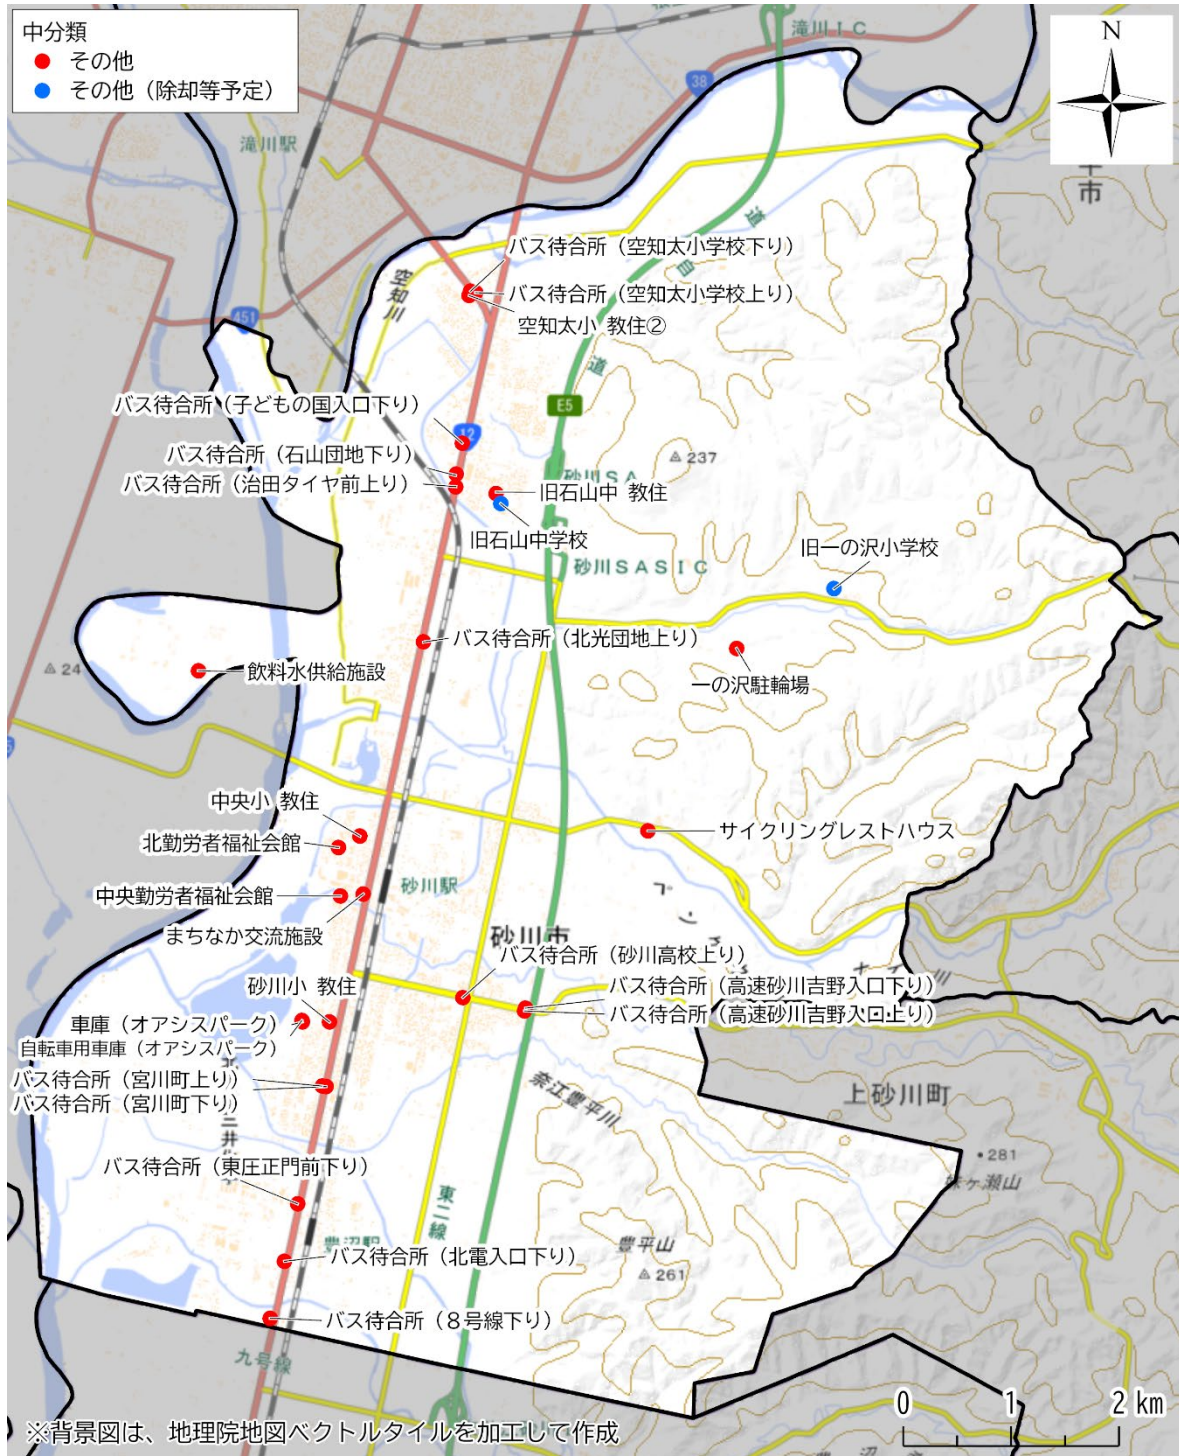 中分類
その他
その他（除却等予定）
滝川ＩＣ
N
38
滝川駅
市
道
自
バス待合所（空知太小学校下り）
空知川
バス待合所（空知太小学校上り）
451
空知太小 教住②
道
バス待合所（子どもの国入口下り）
E5
12
バス待合所（石山団地下り）
237
砂川ＳＡ
バス待合所（治田タイヤ前上り）
旧石山中 教住
旧石山中学校
旧一の沢小学校
砂川ＳＡＳＩＣ
バス待合所（北光団地上り）
24
飲料水供給施設
一の沢駐輪場
中央小 教住
サイクリングレストハウス
北勤労者福祉会館
砂川駅
中央勤労者福祉会館
まちなか交流施設
砂川市
バス待合所（砂川高校上り）
砂川小 教住
バス待合所（高速砂川吉野入口下り）
バス待合所（高速砂川吉野入口上り）
車庫（オアシスパーク）
自転車用車庫（オアシスパーク）
バス待合所（宮川町上り）
奈江豊平川
上砂川町
バス待合所（宮川町下り）
三井
281
バス待合所（東圧正門前下り）
東二線
豊沼駅
豊平山
バス待合所（北電入口下り）
261
バス待合所（８号線下り）
九号線
0 1 2 km
※背景図は、地理院地図ベクトルタイルを加工して作成